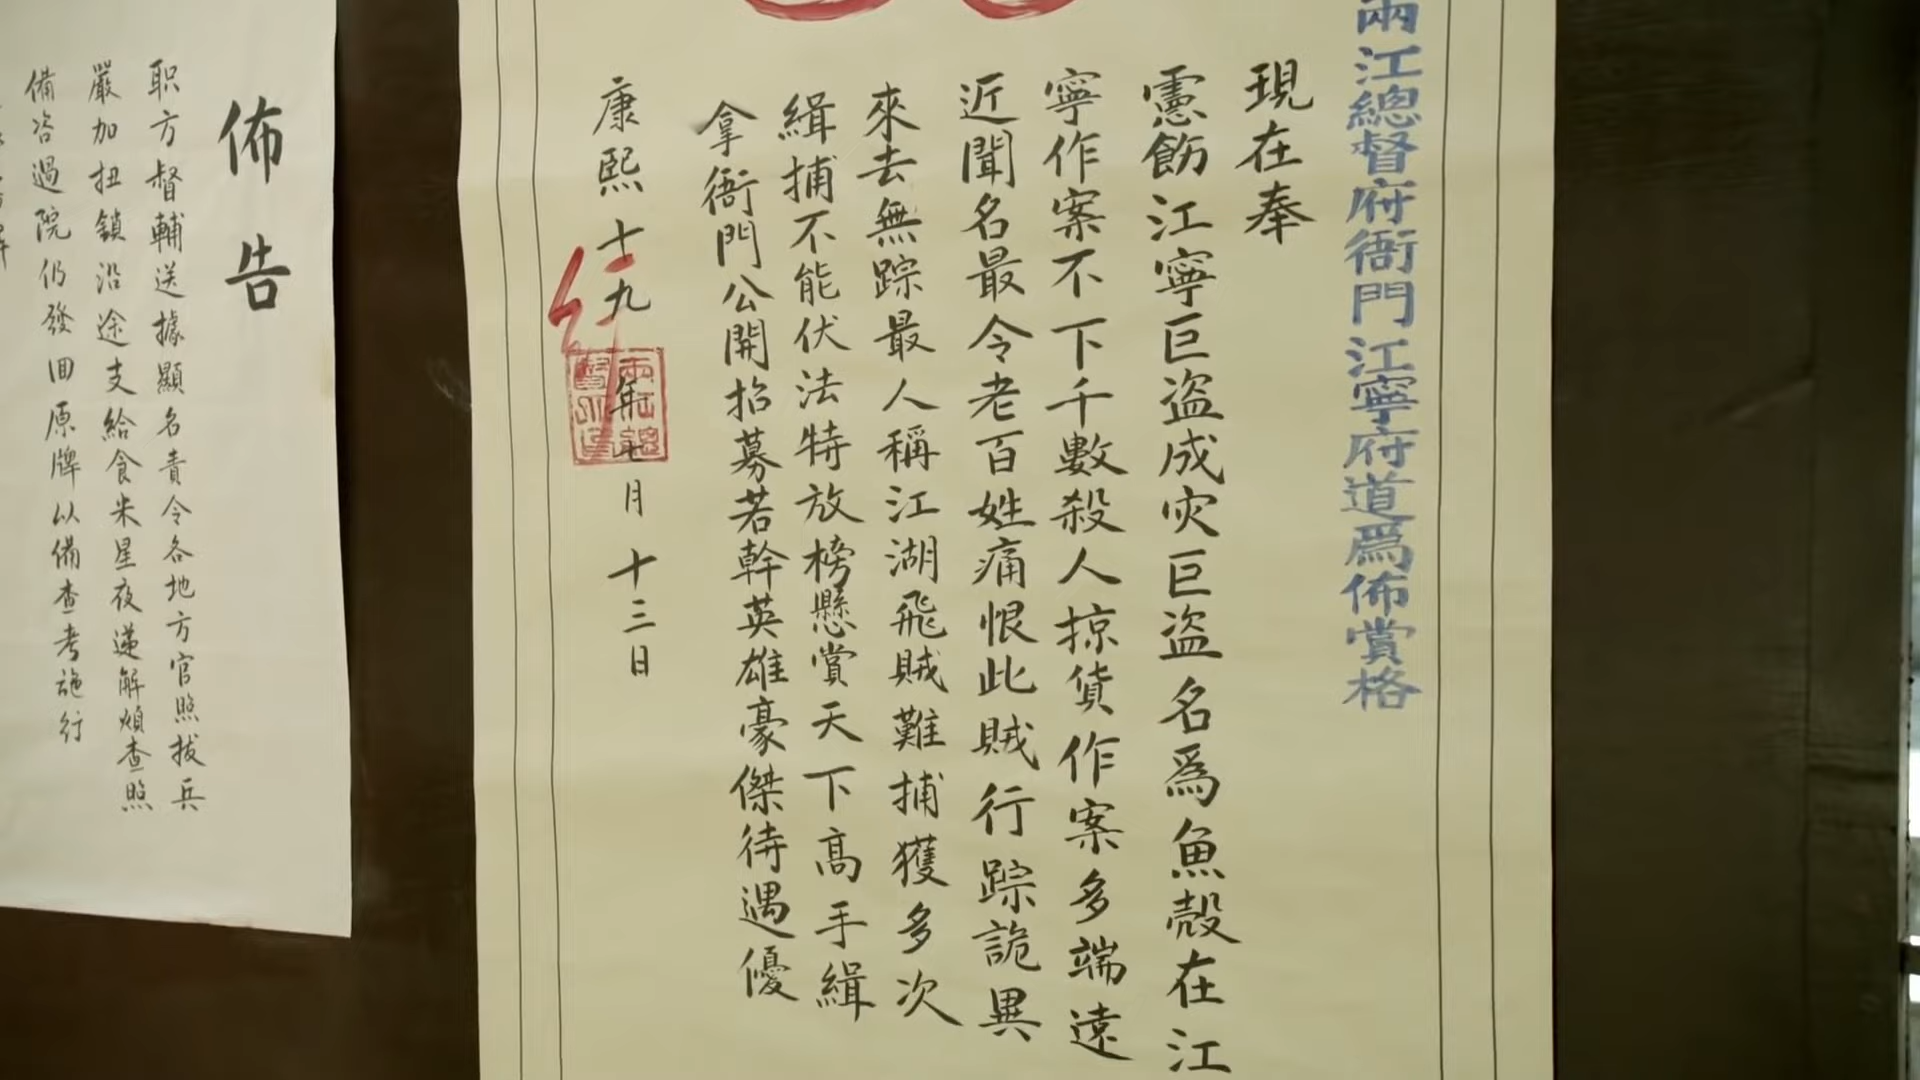 兩江總督府衙門江寧府道爲佈賞格
現在奉
憲飭江寧巨盗成灾巨盗名爲魚殼在江
寧作案不下千數殺人掠貨作案多端遠
近聞名最令老百姓痛恨此賊行踪詭異
來去無踪最人稱江湖飛賊難捕獲多次
緝捕不能伏法特放榜懸賞天下高手緝
拿衙門公開招募若幹英雄豪傑待遇優
康熙十九年七月十三日
佈告
职方督輔送據顯名責令各地方官照拔兵
嚴加扭鎖沿途支給食米星夜遞解煩查照
備咨過院仍發回原牌以備查考施行